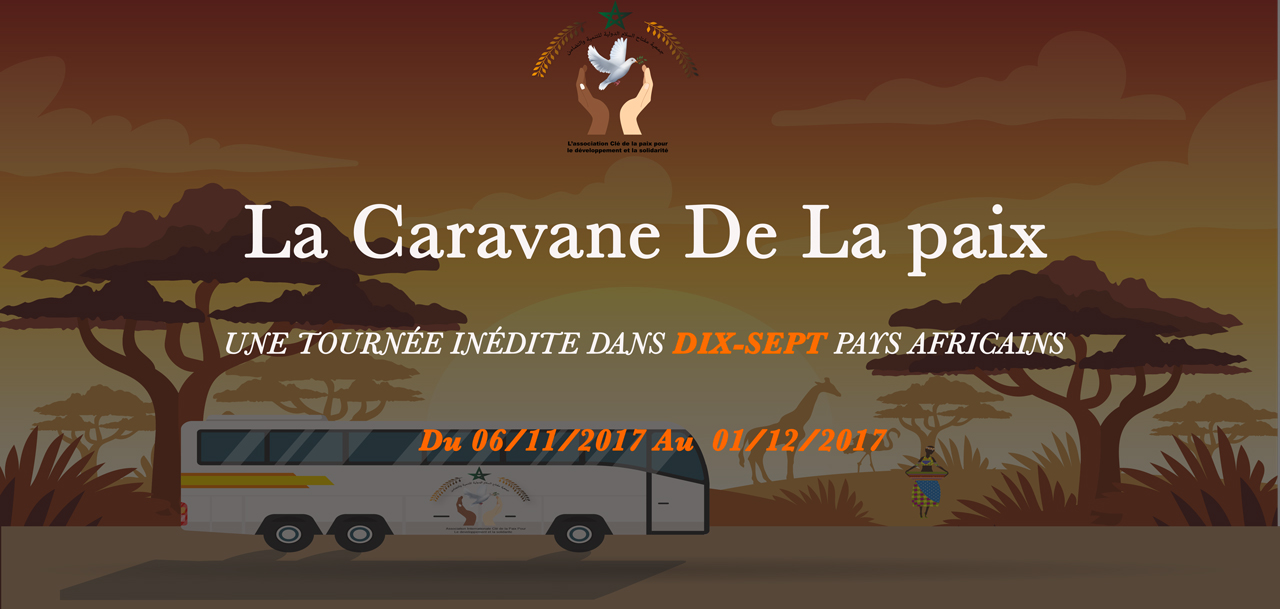 L'association Clé de la paix pour
le développement et la solidarité
La Caravane De La paix
UNE TOURNÉE INÉDITE DANS DIX-SEPT PAYS AFRICAINS
Du 06/11/2017 Au 01/12/2017